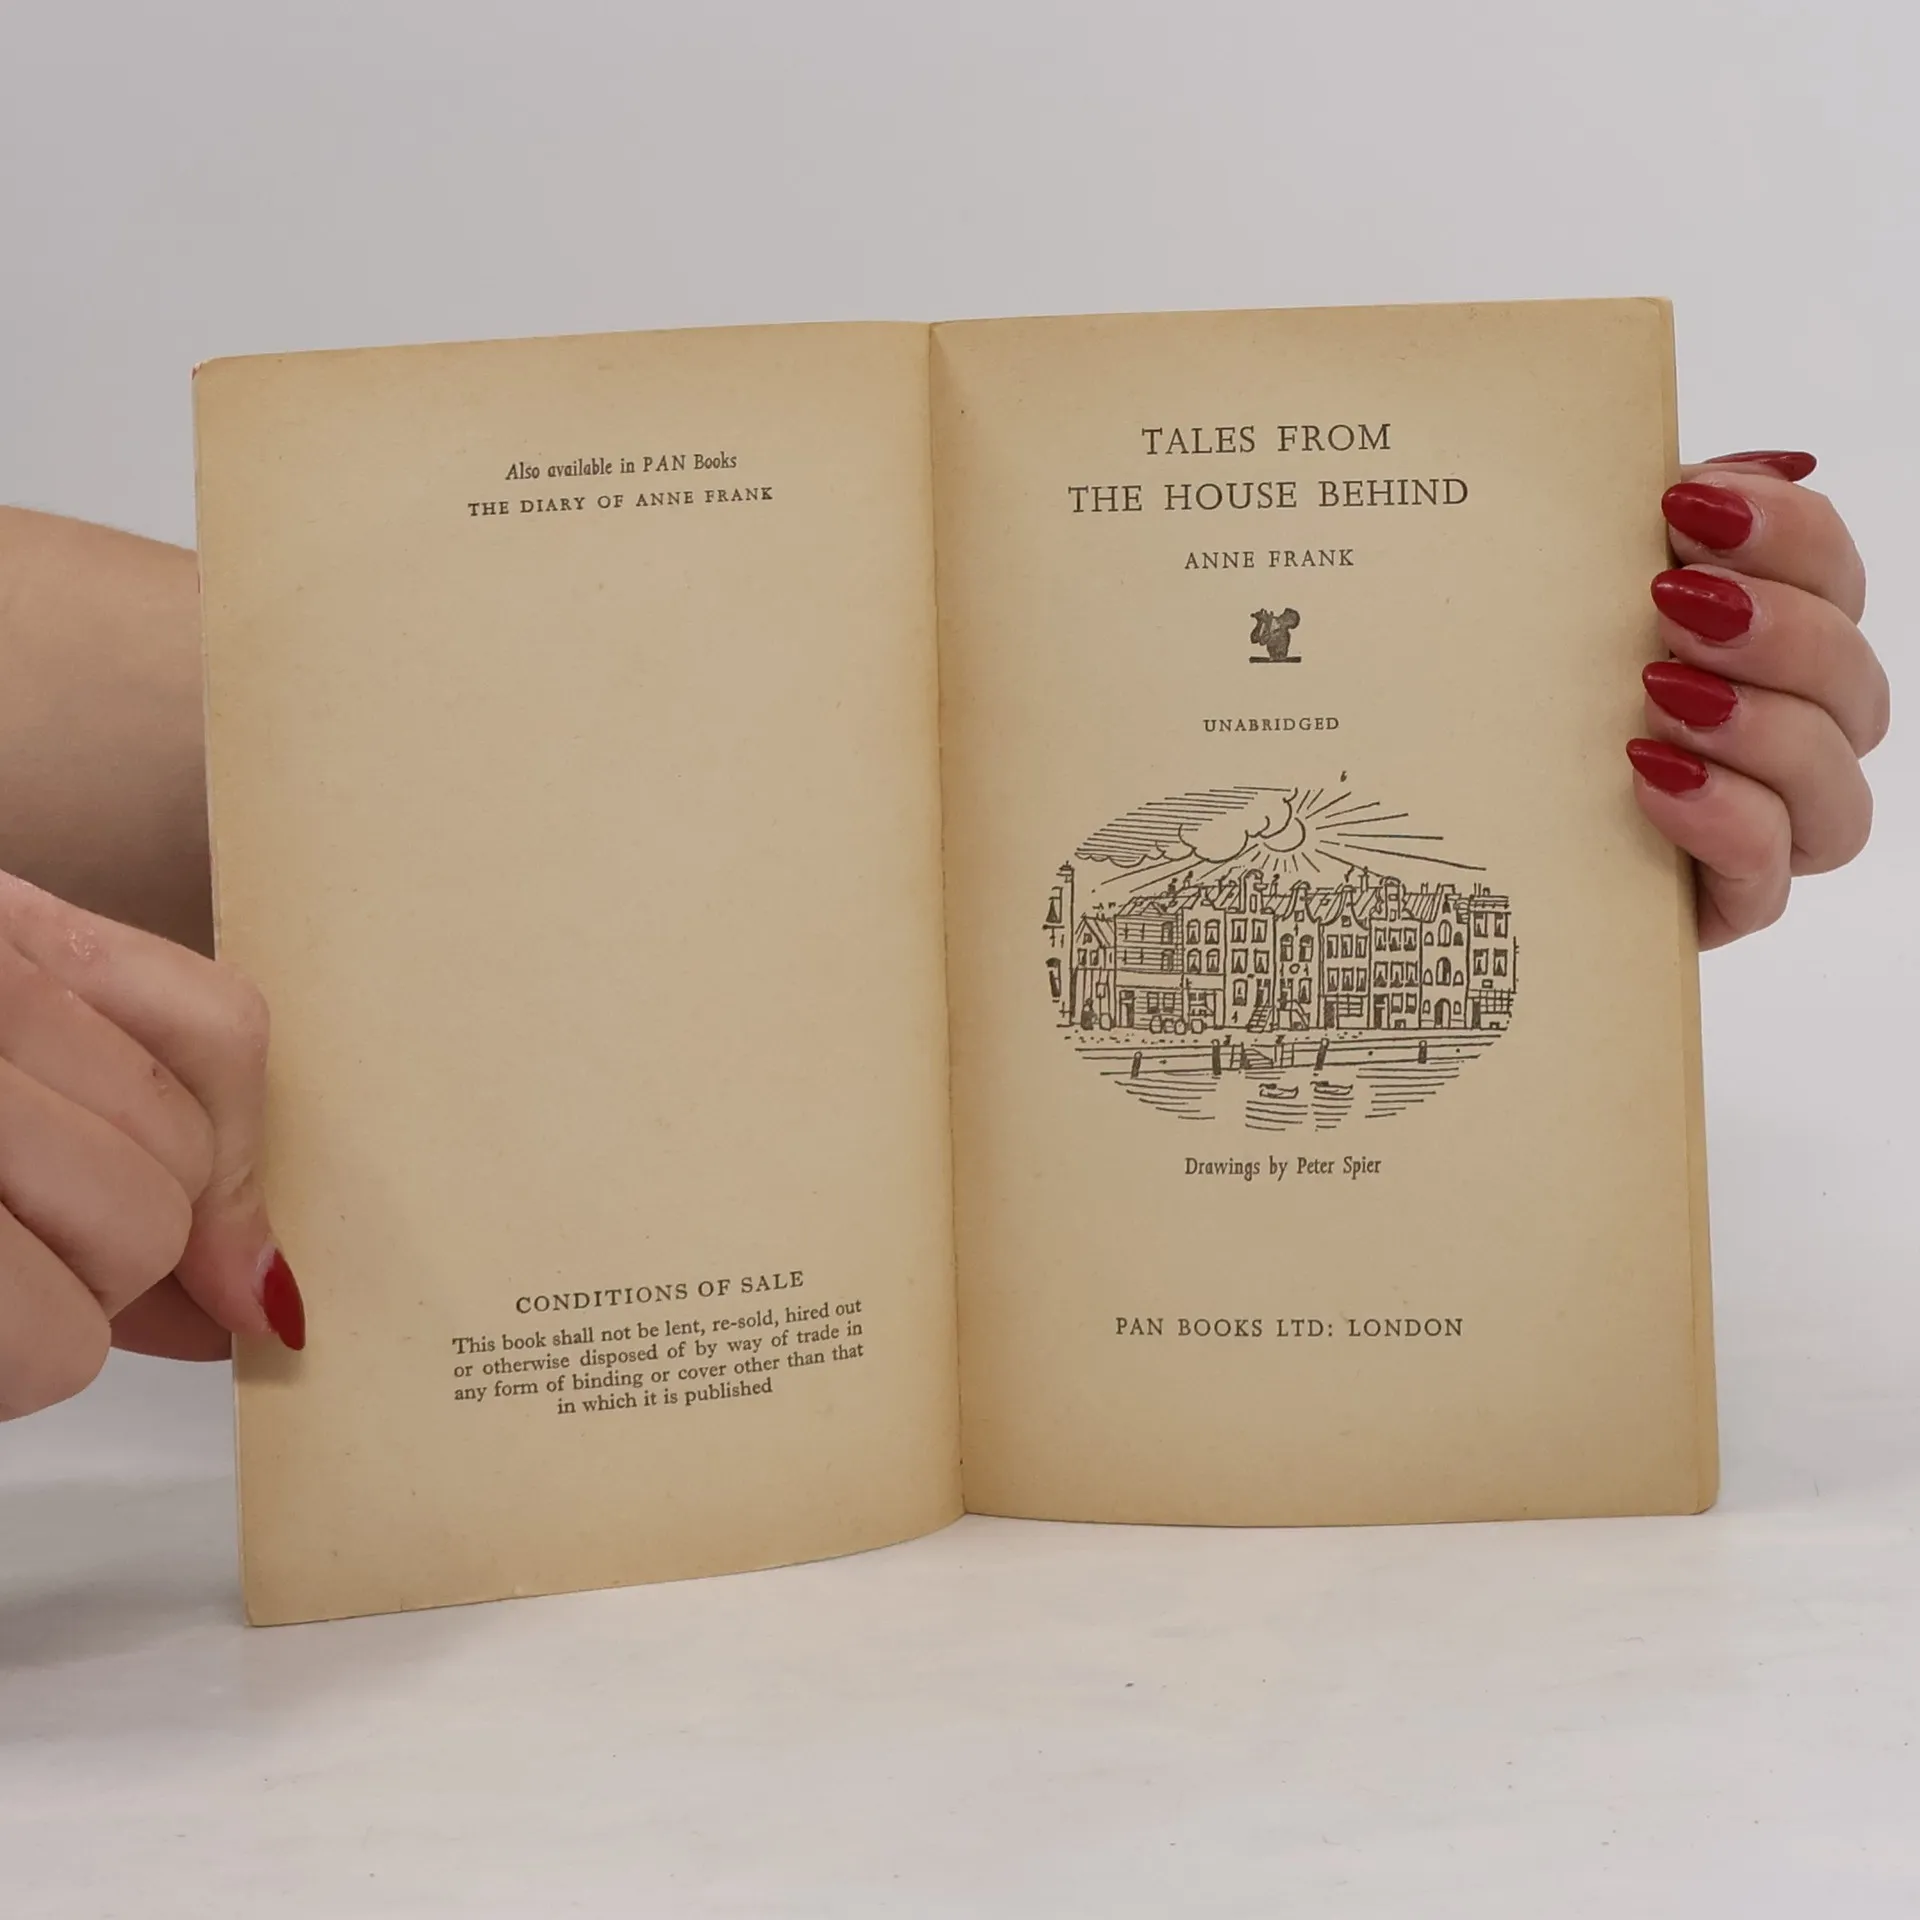 Also available in PAN Books
THE DIARY OF ANNE FRANK
CONDITIONS OF SALE
This book shall not be lent, re-sold, hired out
or otherwise disposed of by way of trade in
any form of binding or cover other than that
in which it is published
TALES FROM
THE HOUSE BEHIND
ANNE FRANK
UNABRIDGED
Drawings by Peter Spier
PAN BOOKS LTD: LONDON